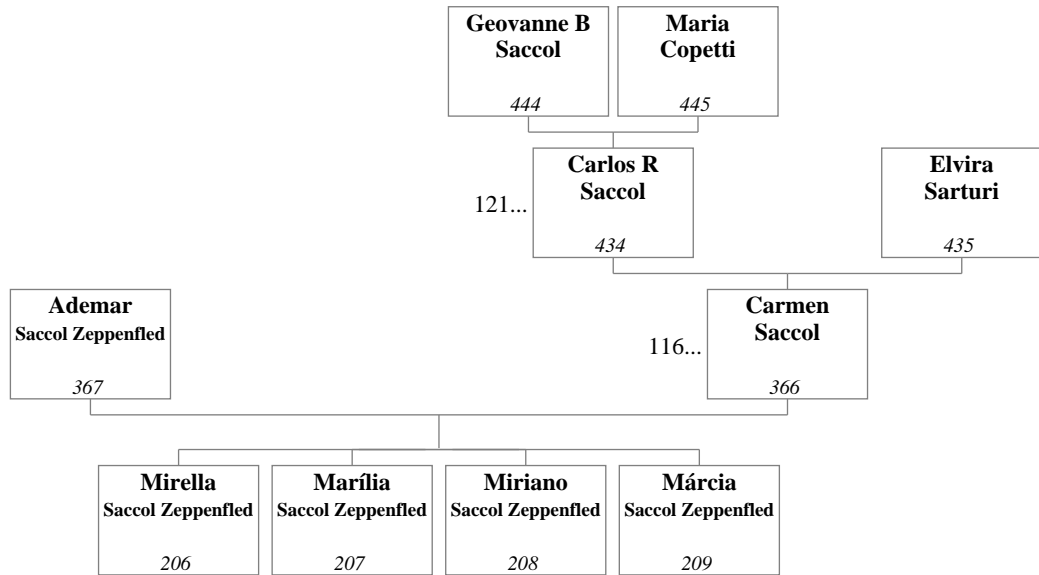 Geovanne B
Saccol
444
Maria
Copetti
445
121...
Carlos R
Saccol
434
Elvira
Sarturi
435
Ademar
Saccol Zeppenfled
367
116...
Carmen
Saccol
366
Mirella
Saccol Zeppenfled
206
Marília
Saccol Zeppenfled
207
Miriano
Saccol Zeppenfled
208
Márcia
Saccol Zeppenfled
209